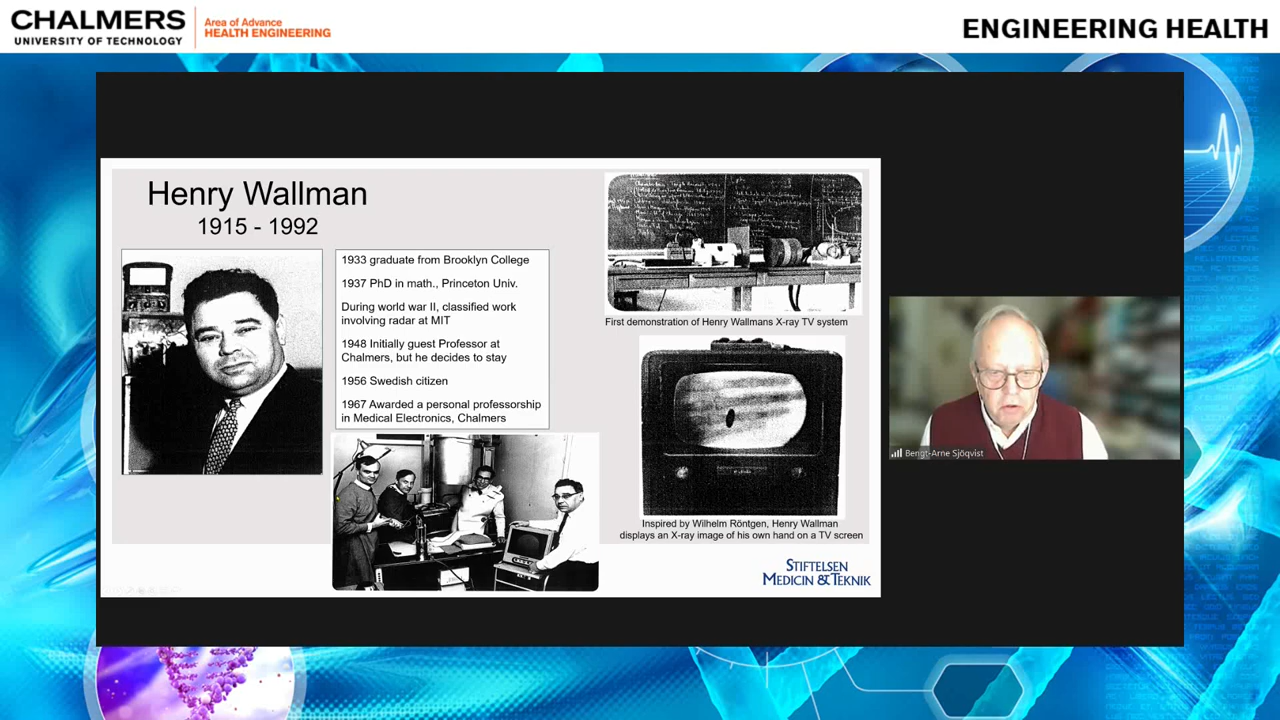 CHALMERS
UNIVERSITY OF TECHNOLOGY
Area of Advance
HEALTH ENGINEERING
ENGINEERING HEALTH
Henry Wallman
1915 - 1992
1933 graduate from Brooklyn College
1937 PhD in math., Princeton Univ.
During world war II, classified work
involving radar at MIT
1948 Initially guest Professor at
Chalmers, but he decides to stay
1956 Swedish citizen
1967 Awarded a personal professorship
in Medical Electronics, Chalmers
First demonstration of Henry Wallmans X-ray TV system
Inspired by Wilhelm Röntgen, Henry Wallman
displays an X-ray image of his own hand on a TV screen
STIFTELSEN
MEDICIN & TEKNIK
Bengt-Arne Sjöqvist